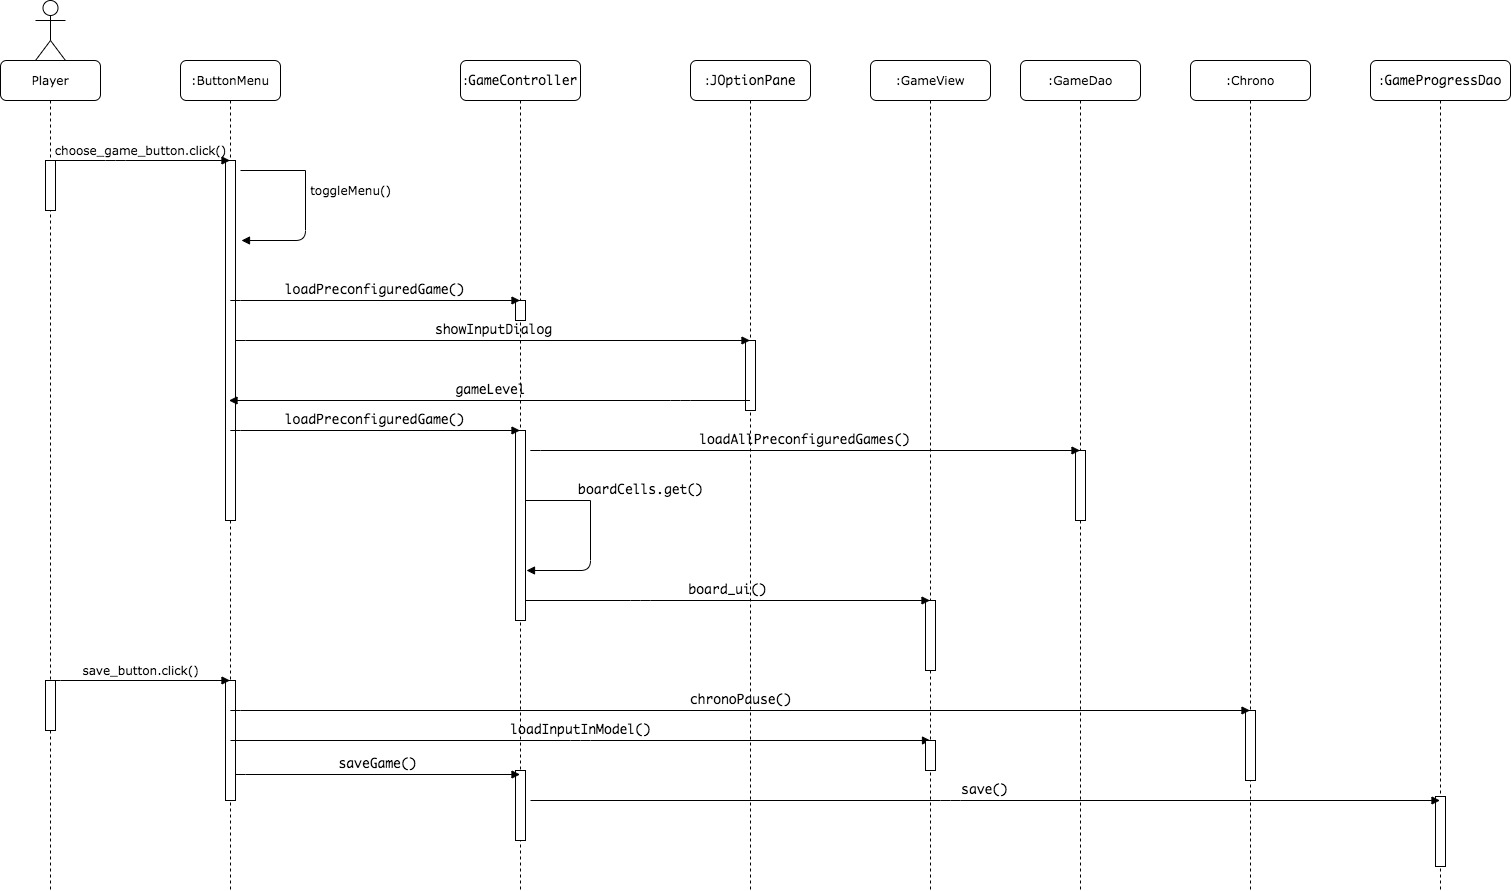 Player
:ButtonMenu
:GameController
:JOptionPane
:GameView
:GameDao
:Chrono
:GameProgressDao
choose_game_button.click()
toggleMenu()
loadPreconfiguredGame()
showInputDialog
gameLevel
loadPreconfiguredGame()
loadAllPreconfiguredGames()
boardCells.get()
board_ui()
save_button.click()
chronoPause()
loadInputInModel()
saveGame()
save()